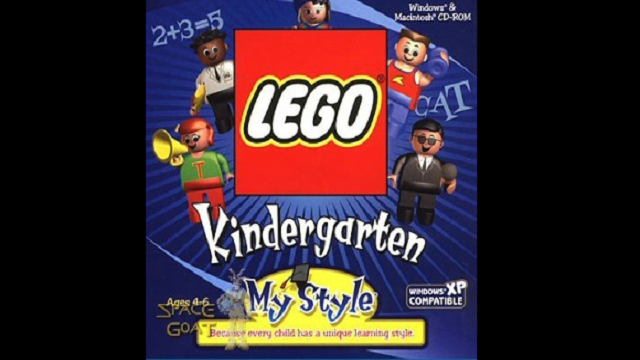 Windows® &
Macintosh® CD-ROM
2+3=5
LEGO®
CAT
T
Kindergarten
My Style
WINDOWS® XP
COMPATIBLE
Ages 4-6
SPACE
GOAT
Because every child has a unique learning style.